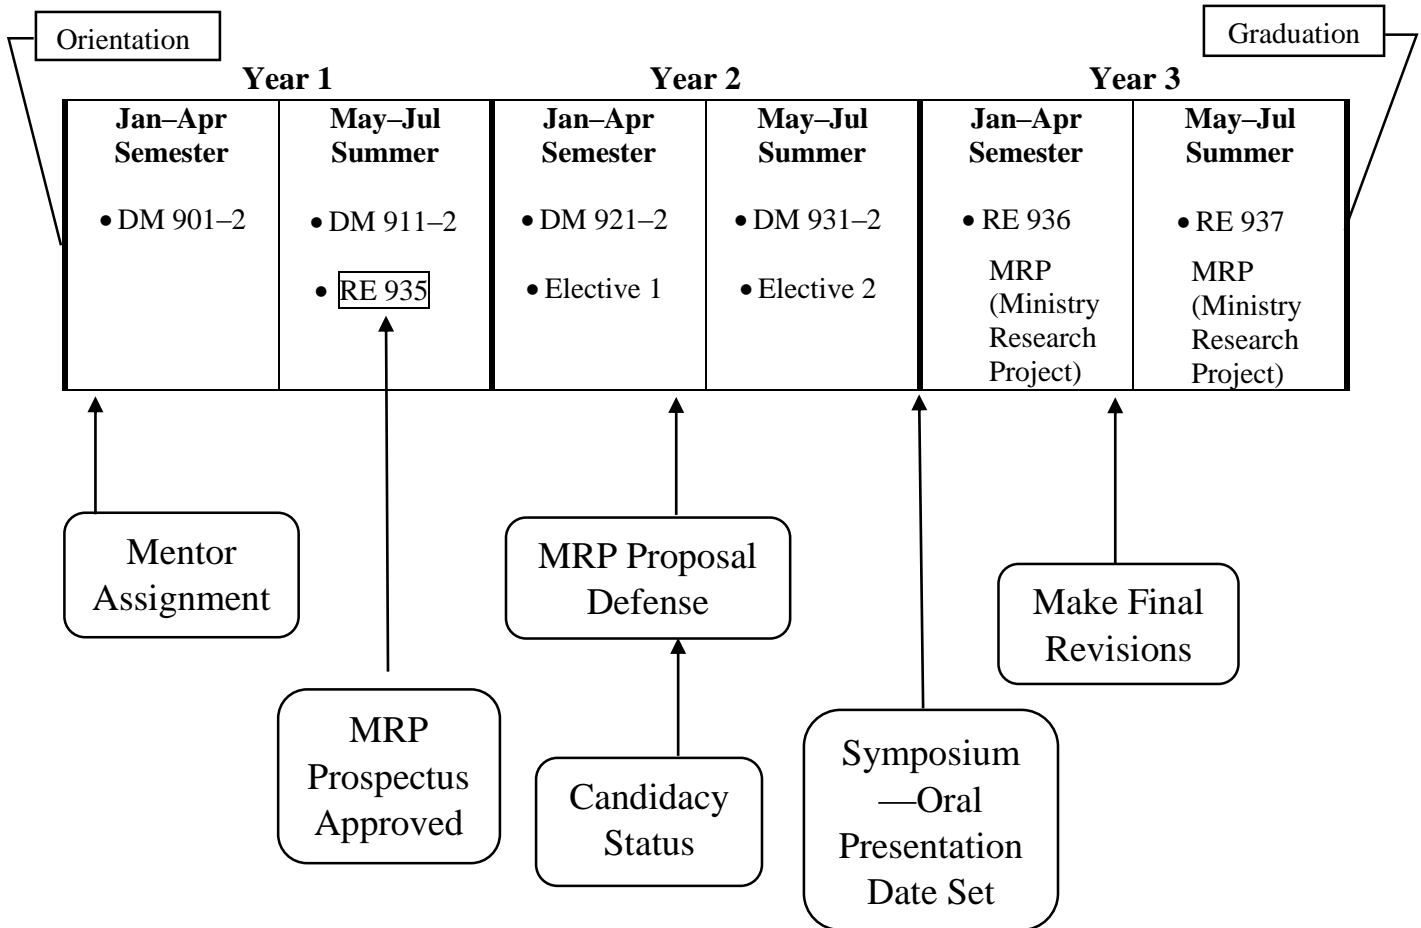 Orientation
Graduation
Year 1
Year 2
Year 3
Jan–Apr
Semester
• DM 901–2
May–Jul
Summer
• DM 911–2
• RE 935
Jan–Apr
Semester
• DM 921–2
• Elective 1
May–Jul
Summer
• DM 931–2
• Elective 2
Jan–Apr
Semester
• RE 936
MRP
(Ministry
Research
Project)
May–Jul
Summer
• RE 937
MRP
(Ministry
Research
Project)
Mentor
Assignment
MRP
Prospectus
Approved
MRP Proposal
Defense
Candidacy
Status
Symposium
—Oral
Presentation
Date Set
Make Final
Revisions